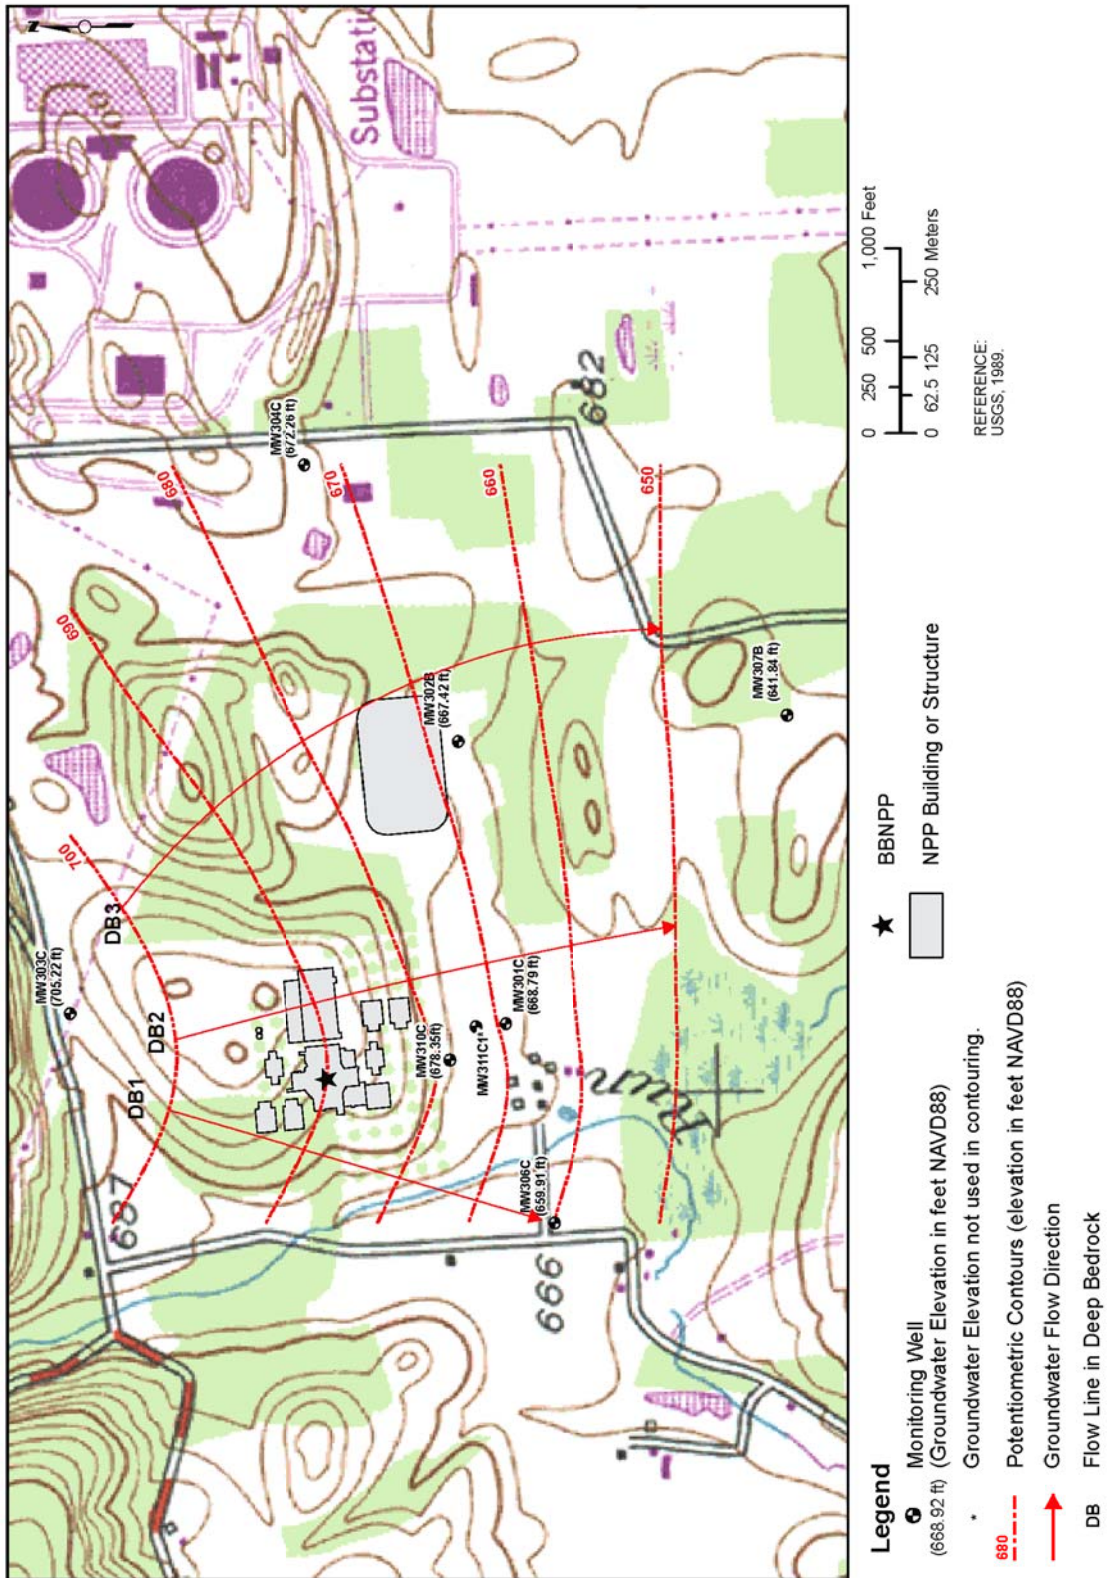 N
Substatio
700
690
680
670
660
650
MW303C
(705.22 ft)
DB3
DB2
DB1
687
MW304C
(672.26 ft)
682
MW302B
(667.42 ft)
MW310C
(678.35ft)
MW311C1*
MW301C
(668.79 ft)
MW306C
(659.91 ft)
666
Run
MW307B
(641.84 ft)
Legend
Monitoring Well
(668.92 ft) (Groundwater Elevation in feet NAVD88)
* Groundwater Elevation not used in contouring.
680 Potentiometric Contours (elevation in feet NAVD88)
Groundwater Flow Direction
DB Flow Line in Deep Bedrock
BBNPP
NPP Building or Structure
0 250 500 1,000 Feet
0 62.5 125 250 Meters
REFERENCE:
USGS, 1989.